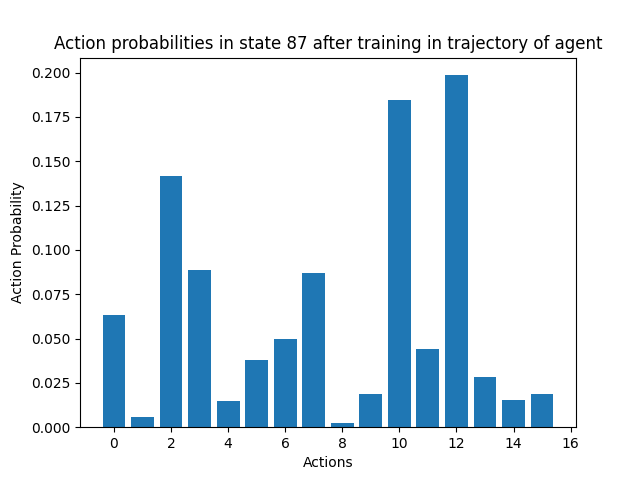 Action probabilities in state 87 after training in trajectory of agent
0.200
0.175
0.150
0.125
0.100
0.075
0.050
0.025
0.000
Action Probability
0 2 4 6 8 10 12 14 16
Actions